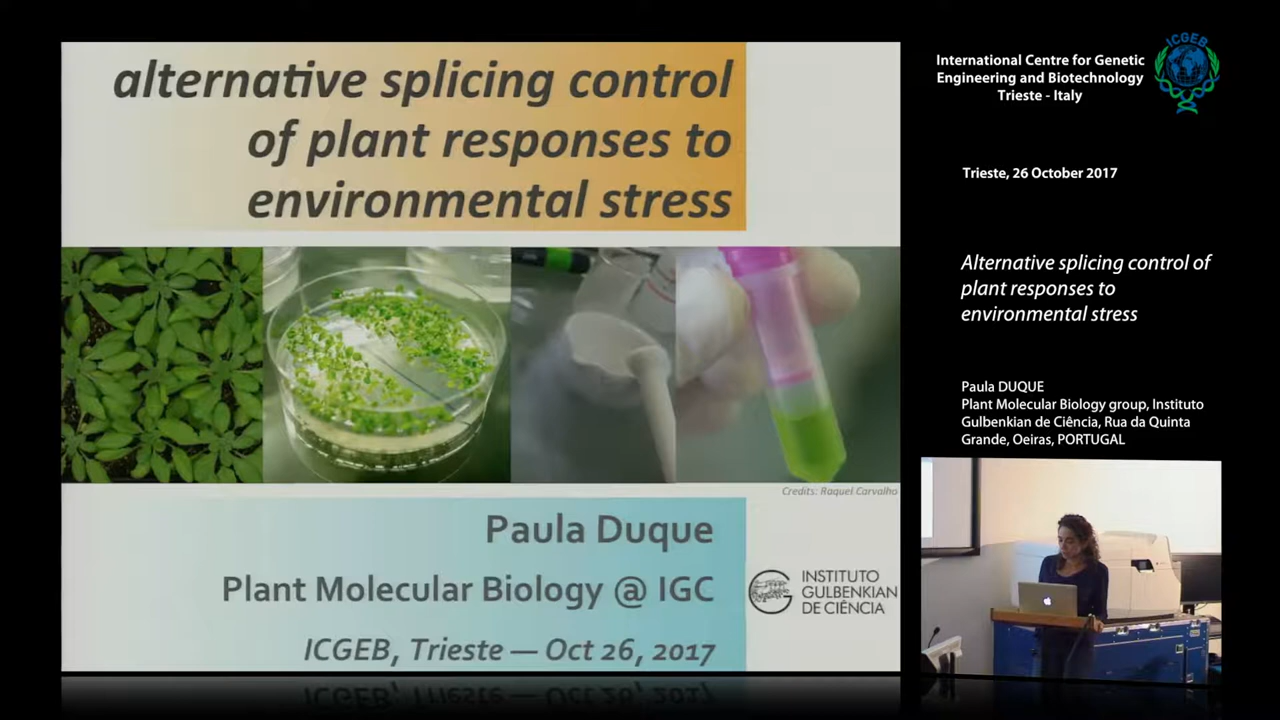 alternative splicing control
of plant responses to
environmental stress
Credits: Raquel Carvalho
Paula Duque
Plant Molecular Biology @ IGC
ICGEB, Trieste — Oct 26, 2017
INSTITUTO
GULBENKIAN
DE CIÊNCIA
International Centre for Genetic
Engineering and Biotechnology
Trieste - Italy
ICGEB
Trieste, 26 October 2017
Alternative splicing control of
plant responses to
environmental stress
Paula DUQUE
Plant Molecular Biology group, Instituto
Gulbenkian de Ciência, Rua da Quinta
Grande, Oeiras, PORTUGAL